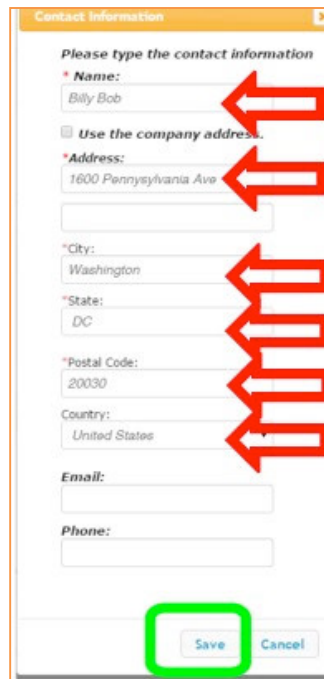 Contact Information
Please type the contact information
* Name:
Billy Bob
Use the company address.
*Address:
1600 Pennysylvania Ave
*City:
Washington
*State:
DC
*Postal Code:
20030
Country:
United States
Email:
Phone:
Save Cancel